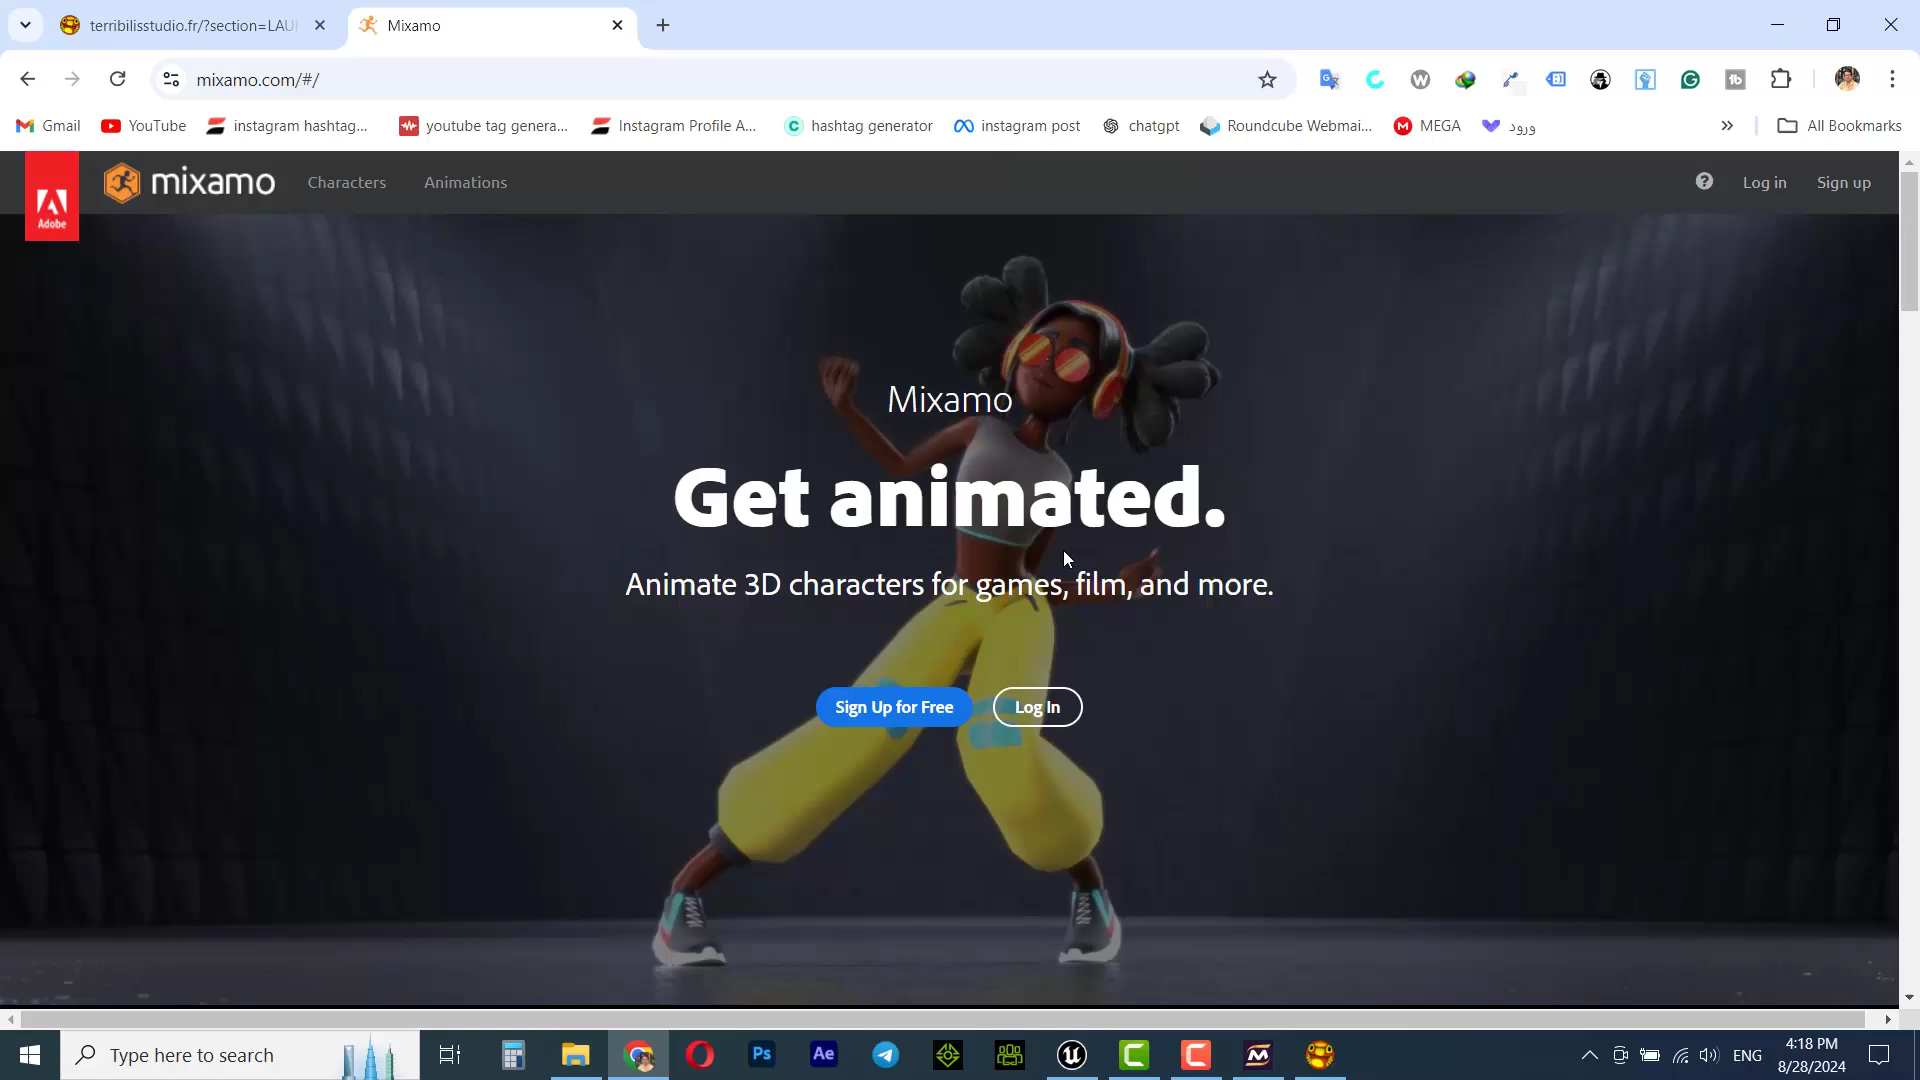 terribilisstudio.fr/?section=LAU
Mixamo
mixamo.com/#/
Gmail
YouTube
instagram hashtag...
youtube tag genera...
Instagram Profile A...
hashtag generator
instagram post
chatgpt
Roundcube Webmai...
MEGA
ورود
All Bookmarks
Adobe
mixamo
Characters
Animations
Log in
Sign up
Mixamo
Get animated.
Animate 3D characters for games, film, and more.
Sign Up for Free
Log In
Type here to search
Ps
Ae
ENG
4:18 PM
8/28/2024